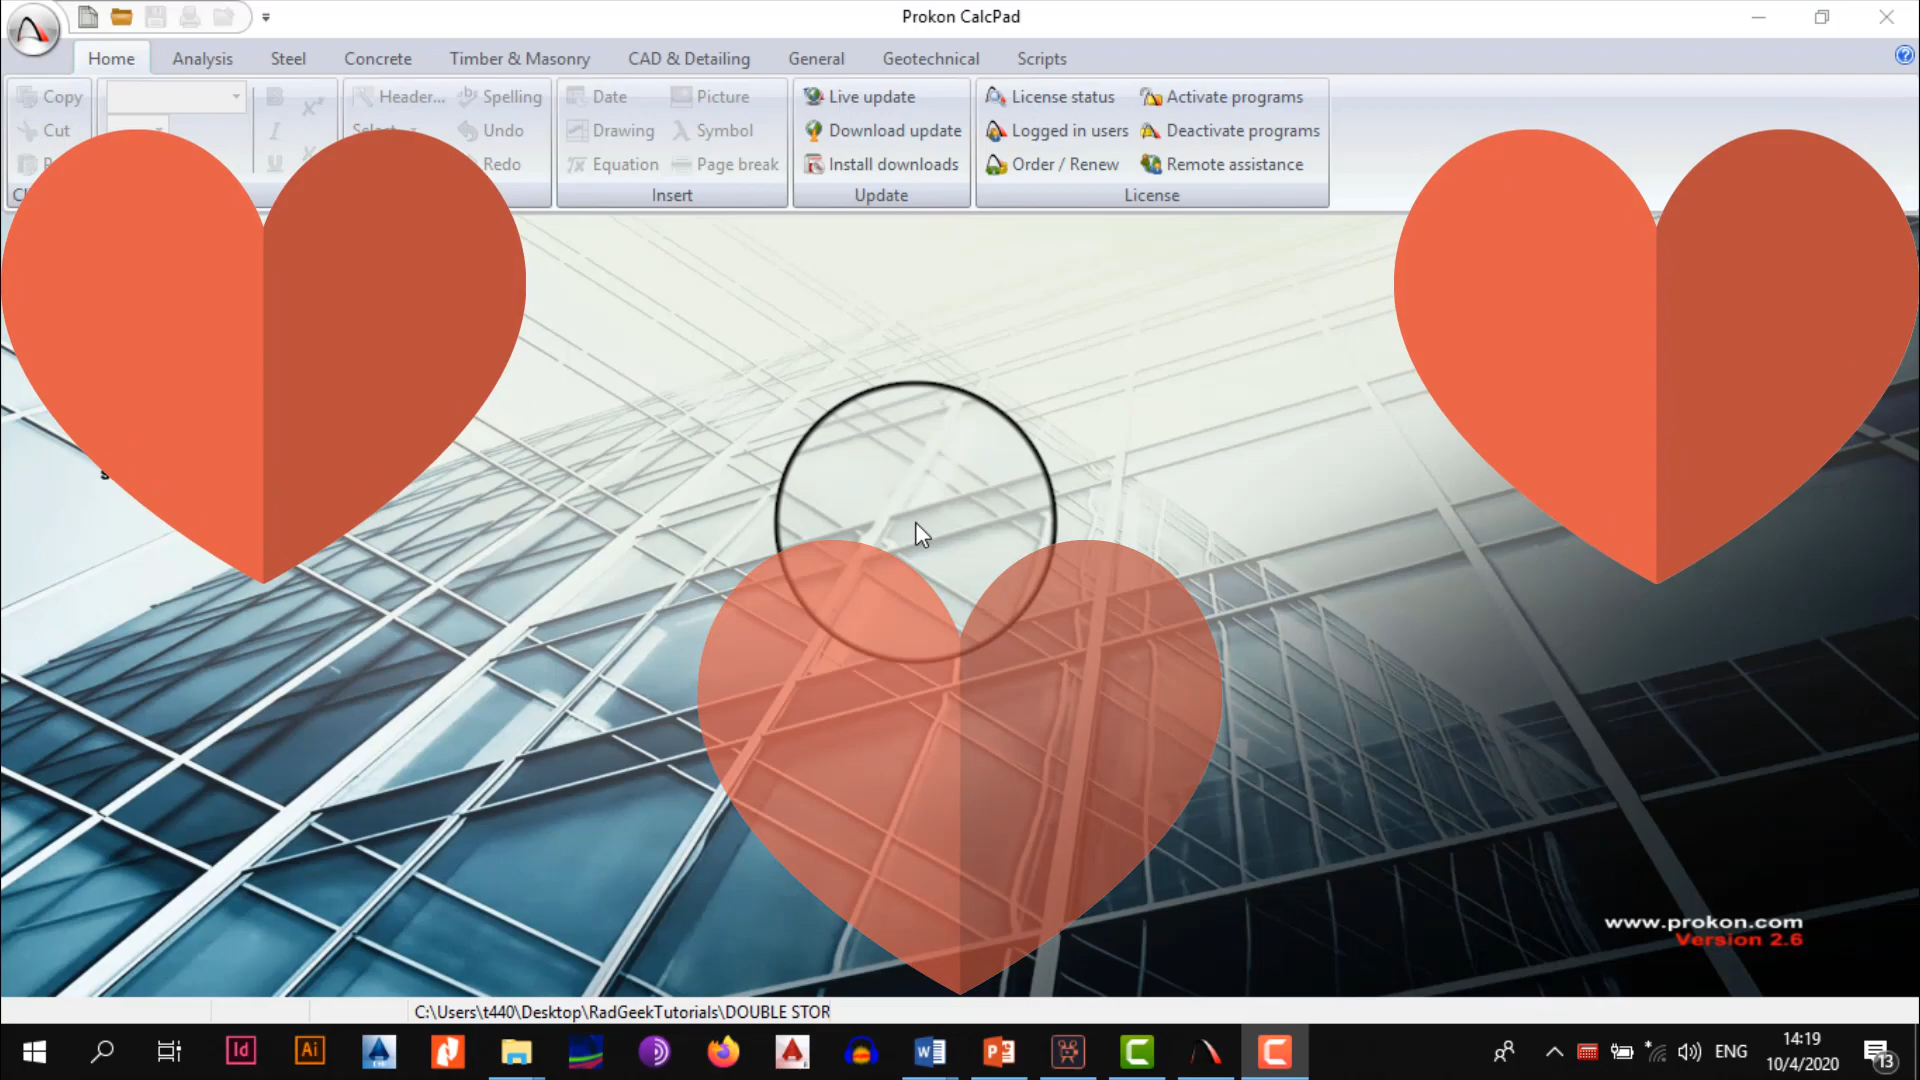 Prokon CalcPad
Home Analysis Steel Concrete Timber & Masonry CAD & Detailing General Geotechnical Scripts
Copy Header... Spelling Date Picture Live update License status Activate programs
Cut Undo Drawing Symbol Download update Logged in users Deactivate programs
Redo Equation Page break Install downloads Order / Renew Remote assistance
Insert Update License
www.prokon.com
Version 2.6
C:\Users\t440\Desktop\RadGeekTutorials\DOUBLE STOR
ENG 14:19
10/4/2020 13